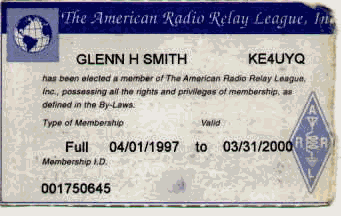 The American Radio Relay League, In
GLENN H SMITH KE4UYQ
has been elected a member of The American Radio Relay League,
Inc., possessing all the rights and privileges of membership, as
defined in the By-Laws.
Type of Membership Valid
Full 04/01/1997 to 03/31/2000
Membership I.D.
001750645
A
R R
L